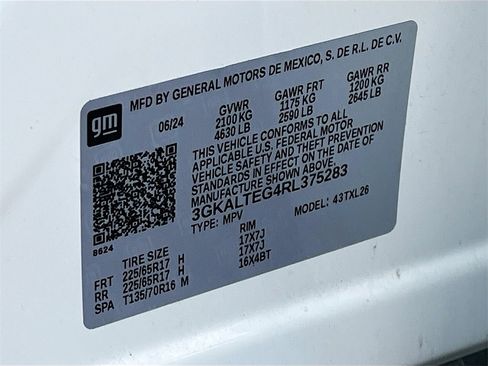 gm
MFD BY GENERAL MOTORS DE MEXICO, S. DE R.L. DE C.V.
06/24 GVWR GAWR FRT GAWR RR
2100 KG 1175 KG 1200 KG
4630 LB 2590 LB 2645 LB
THIS VEHICLE CONFORMS TO ALL
APPLICABLE U.S. FEDERAL MOTOR
VEHICLE SAFETY AND THEFT PREVENTION
STANDARDS IN EFFECT ON THE DATE OF
MANUFACTURE SHOWN ABOVE.
3GKALTEG4RL375283
TYPE: MPV MODEL: 43TXL26
8624
TIRE SIZE RIM
FRT 225/65R17 H 17X7J
RR 225/65R17 H 17X7J
SPA T135/70R16 M 16X4BT